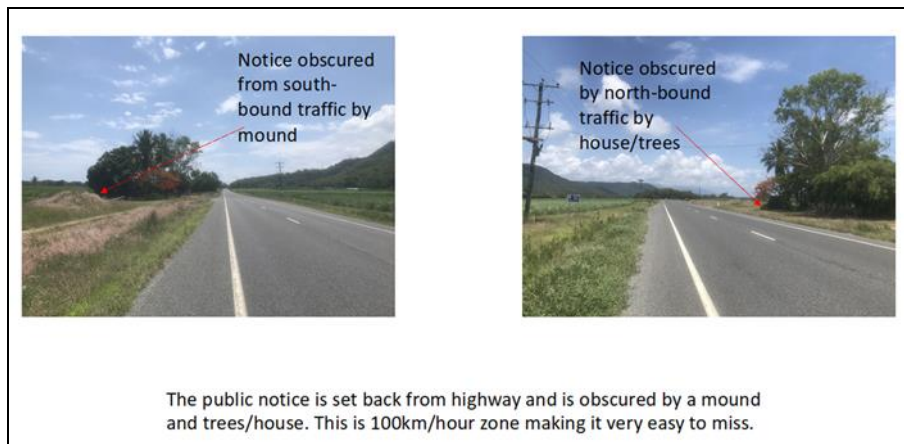 Notice obscured
from south-
bound traffic by
mound
Notice obscured
by north-bound
traffic by
house/trees
The public notice is set back from highway and is obscured by a mound
and trees/house. This is 100km/hour zone making it very easy to miss.